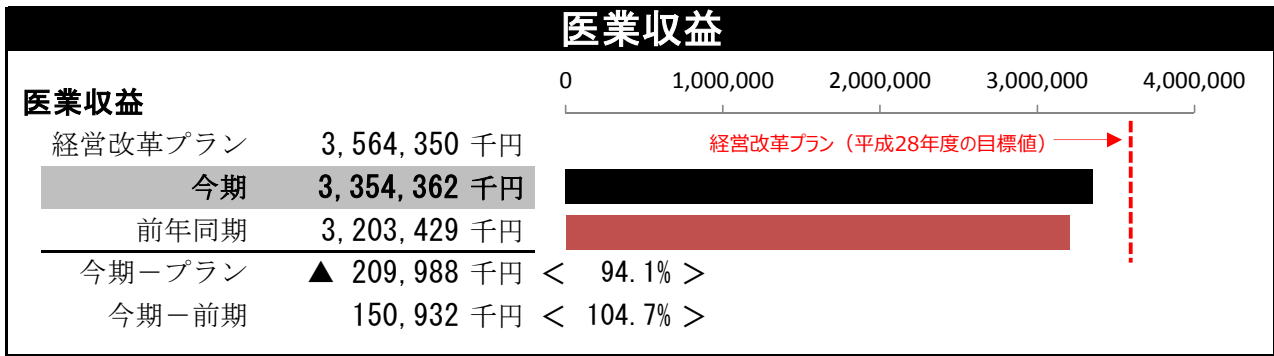 医業収益
0 1,000,000 2,000,000 3,000,000 4,000,000
医業収益
経営改革プラン 3,564,350 千円
経営改革プラン（平成28年度の目標値）
今期 3,354,362 千円
前年同期 3,203,429 千円
今期－プラン ▲ 209,988 千円 ＜ 94.1% ＞
今期－前期 150,932 千円 ＜ 104.7% ＞